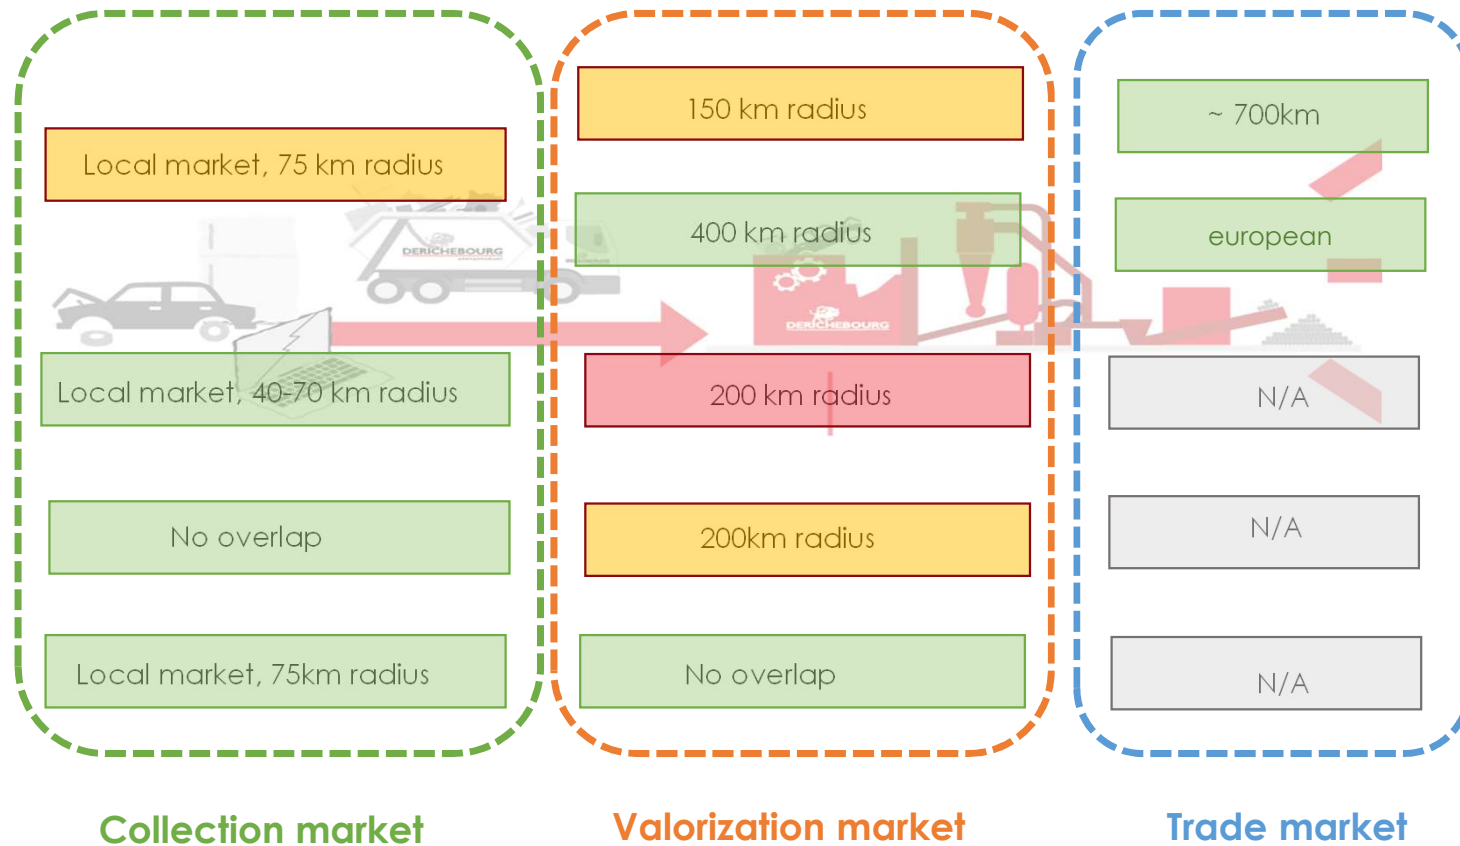 150 km radius
~ 700km
Local market, 75 km radius
400 km radius
european
DERICHEBOURG
DERICHEBOURG
Local market, 40-70 km radius
200 km radius
N/A
No overlap
200km radius
N/A
Local market, 75km radius
No overlap
N/A
Collection market
Valorization market
Trade market